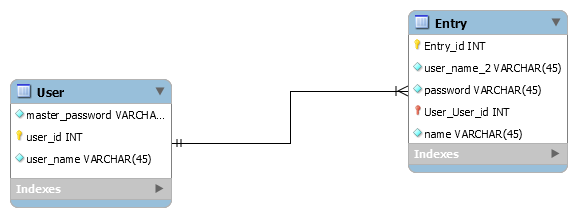 User
master_password VARCHA...
user_id INT
user_name VARCHAR(45)
Indexes
Entry
Entry_id INT
user_name_2 VARCHAR(45)
password VARCHAR(45)
User_User_id INT
name VARCHAR(45)
Indexes